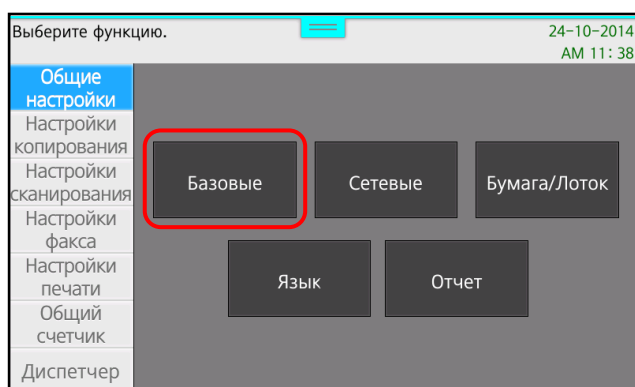 Выберите функцию.
24-10-2014
AM 11:38
Общие
настройки
Настройки
копирования
Настройки
сканирования
Настройки
факса
Настройки
печати
Общий
счетчик
Диспетчер
Базовые
Сетевые
Бумага/Лоток
Язык
Отчет